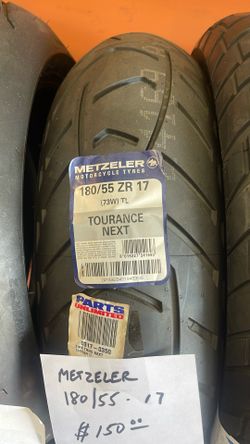 METZELER
MOTORCYCLE TYRES
180/55 ZR 17
(73W) TL
TOURANCE
NEXT
PARTS
UNLIMITED
METZELER
180/55 - 17
$150.00